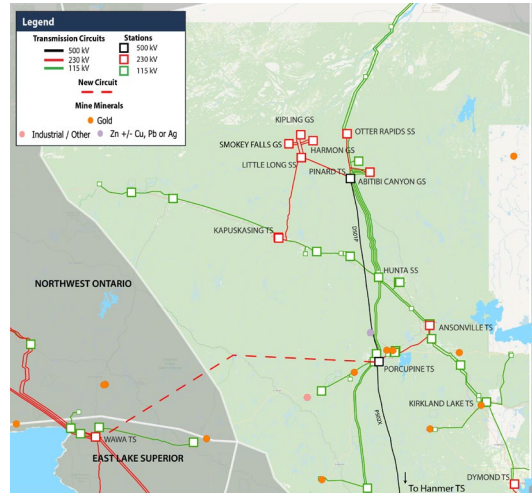 Legend
Transmission Circuits
Stations
500 kV
500 kV
230 kV
230 kV
115 kV
115 kV
New Circuit
Mine Minerals
Gold
Industrial / Other
Zn +/- Cu, Pb or Ag
KIPLING GS
OTTER RAPIDS SS
SMOKEY FALLS GS
HARMON GS
LITTLE LONG SS
PINARD TS
ABITIBI CANYON GS
KAPUSKASING TS
D501P
HUNTA SS
NORTHWEST ONTARIO
ANSONVILLE TS
PORCUPINE TS
KIRKLAND LAKE TS
P502X
WAWA TS
EAST LAKE SUPERIOR
DYMOND TS
To Hanmer TS